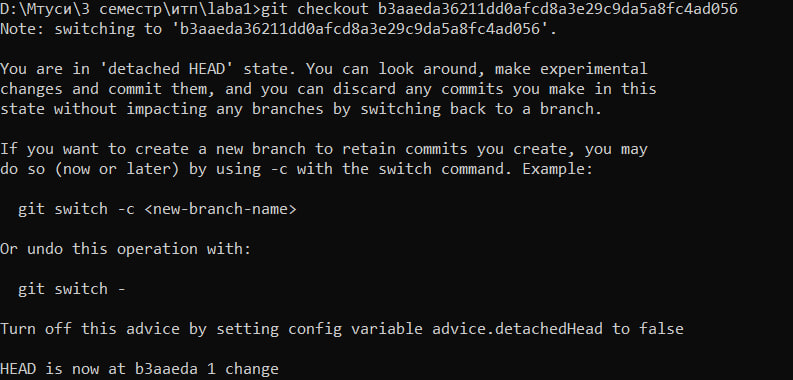 D:\Мтуси\3 семестр\итп\laba1>git checkout b3aaeda36211dd0afcd8a3e29c9da5a8fc4ad056
Note: switching to 'b3aaeda36211dd0afcd8a3e29c9da5a8fc4ad056'.
You are in 'detached HEAD' state. You can look around, make experimental
changes and commit them, and you can discard any commits you make in this
state without impacting any branches by switching back to a branch.
If you want to create a new branch to retain commits you create, you may
do so (now or later) by using -c with the switch command. Example:
git switch -c <new-branch-name>
Or undo this operation with:
git switch -
Turn off this advice by setting config variable advice.detachedHead to false
HEAD is now at b3aaeda 1 change